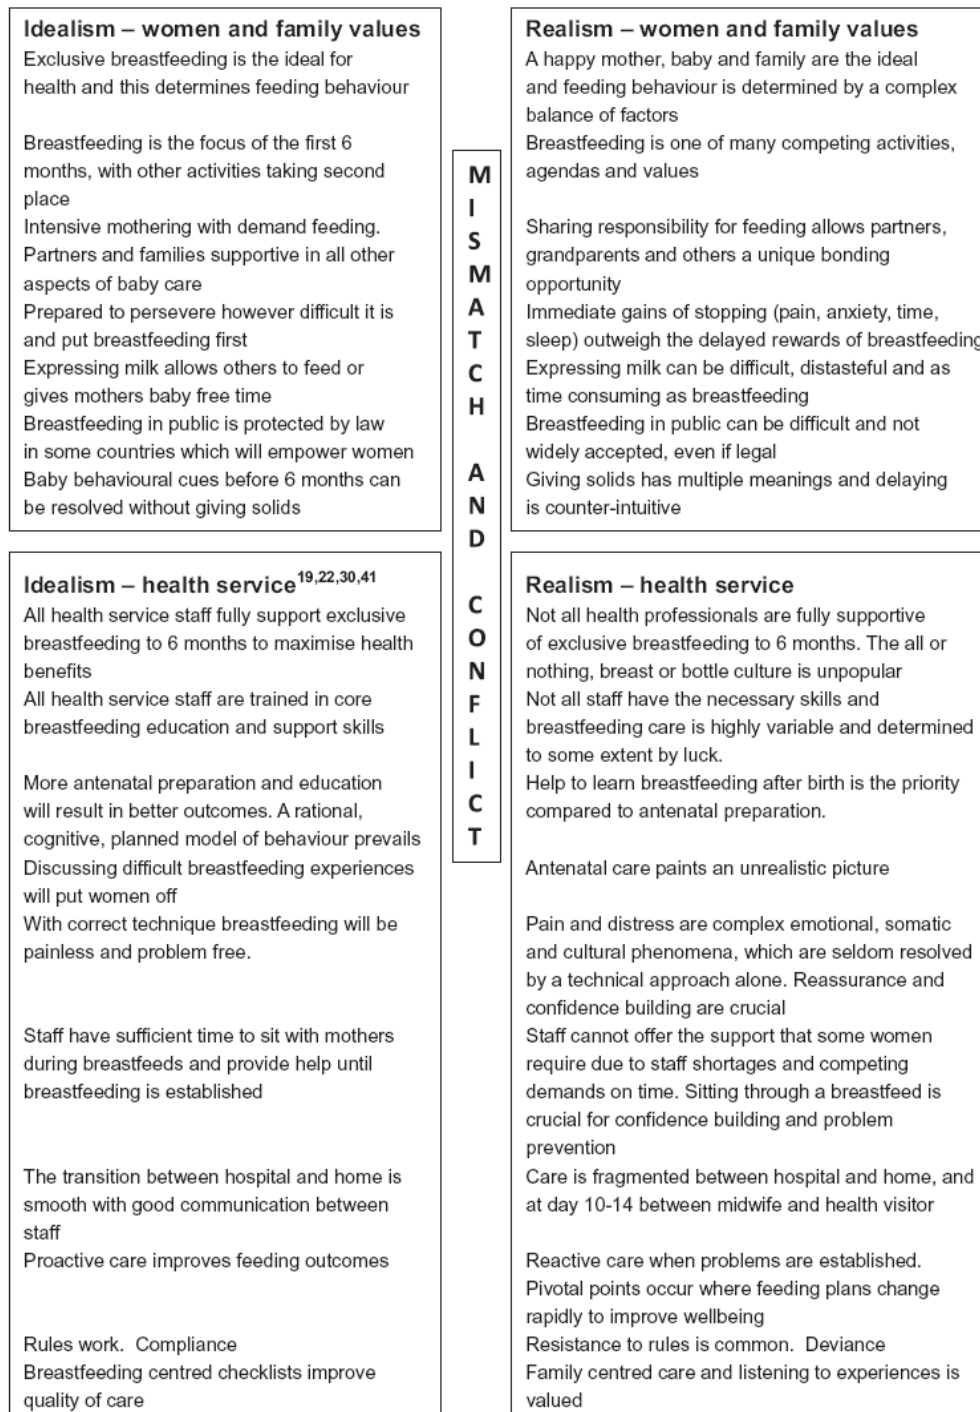 Idealism – women and family values
Exclusive breastfeeding is the ideal for
health and this determines feeding behaviour
Breastfeeding is the focus of the first 6
months, with other activities taking second
place
Intensive mothering with demand feeding.
Partners and families supportive in all other
aspects of baby care
Prepared to persevere however difficult it is
and put breastfeeding first
Expressing milk allows others to feed or
gives mothers baby free time
Breastfeeding in public is protected by law
in some countries which will empower women
Baby behavioural cues before 6 months can
be resolved without giving solids
Realism – women and family values
A happy mother, baby and family are the ideal
and feeding behaviour is determined by a complex
balance of factors
Breastfeeding is one of many competing activities,
agendas and values
Sharing responsibility for feeding allows partners,
grandparents and others a unique bonding
opportunity
Immediate gains of stopping (pain, anxiety, time,
sleep) outweigh the delayed rewards of breastfeeding
Expressing milk can be difficult, distasteful and as
time consuming as breastfeeding
Breastfeeding in public can be difficult and not
widely accepted, even if legal
Giving solids has multiple meanings and delaying
is counter-intuitive
MISMATCH AND CONFLICT
Idealism – health service19,22,30,41
All health service staff fully support exclusive
breastfeeding to 6 months to maximise health
benefits
All health service staff are trained in core
breastfeeding education and support skills
More antenatal preparation and education
will result in better outcomes. A rational,
cognitive, planned model of behaviour prevails
Discussing difficult breastfeeding experiences
will put women off
With correct technique breastfeeding will be
painless and problem free.
Staff have sufficient time to sit with mothers
during breastfeeds and provide help until
breastfeeding is established
The transition between hospital and home is
smooth with good communication between
staff
Proactive care improves feeding outcomes
Rules work. Compliance
Breastfeeding centred checklists improve
quality of care
Realism – health service
Not all health professionals are fully supportive
of exclusive breastfeeding to 6 months. The all or
nothing, breast or bottle culture is unpopular
Not all staff have the necessary skills and
breastfeeding care is highly variable and determined
to some extent by luck.
Help to learn breastfeeding after birth is the priority
compared to antenatal preparation.
Antenatal care paints an unrealistic picture
Pain and distress are complex emotional, somatic
and cultural phenomena, which are seldom resolved
by a technical approach alone. Reassurance and
confidence building are crucial
Staff cannot offer the support that some women
require due to staff shortages and competing
demands on time. Sitting through a breastfeed is
crucial for confidence building and problem
prevention
Care is fragmented between hospital and home, and
at day 10-14 between midwife and health visitor
Reactive care when problems are established.
Pivotal points occur where feeding plans change
rapidly to improve wellbeing
Resistance to rules is common. Deviance
Family centred care and listening to experiences is
valued